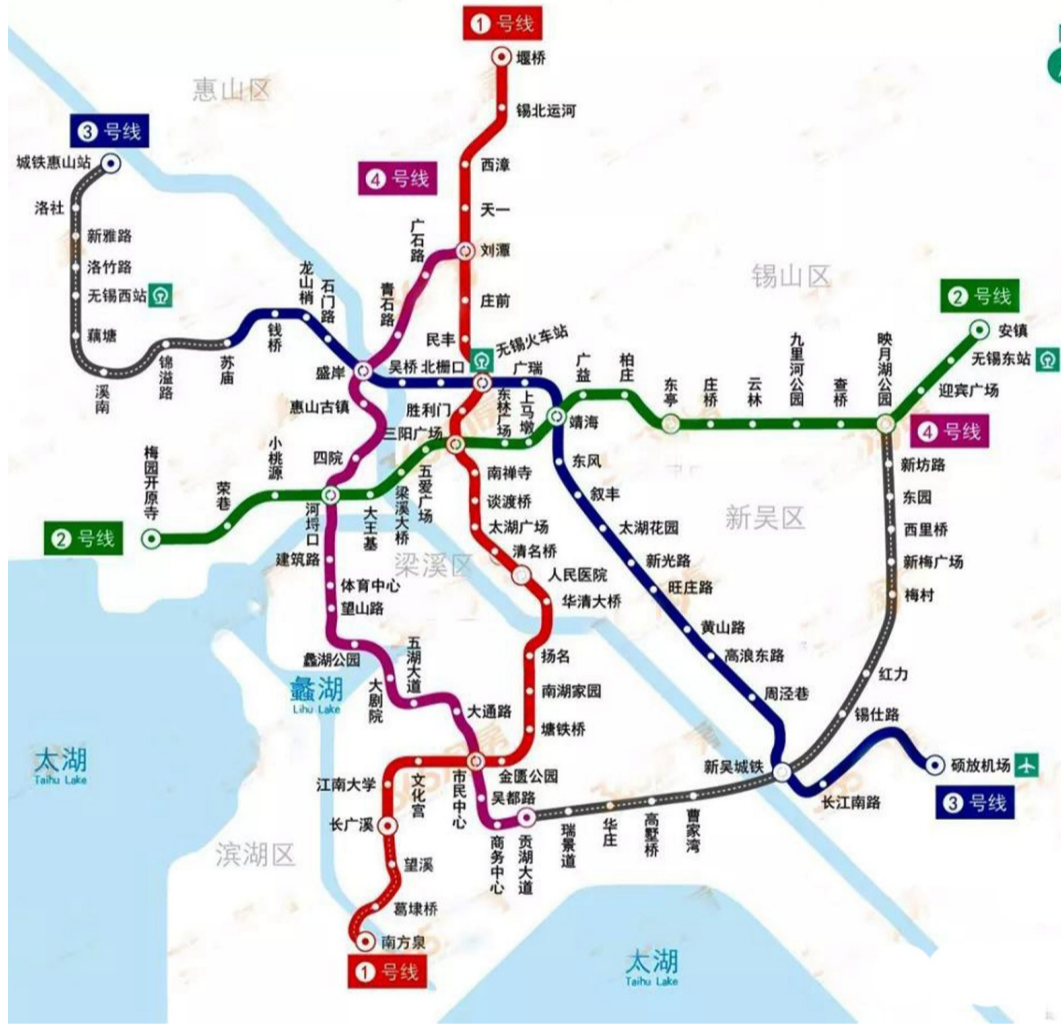 1 号线
堰桥
锡北运河
西漳
天一
刘潭
庄前
民丰
无锡火车站
惠山区
3 号线
城铁惠山站
洛社
新雅路
洛竹路
无锡西站
藕塘
溪南
锦溢路
苏庙
钱桥
龙山梢
石门路
4 号线
广石路
青石路
盛岸
吴桥
北栅口
广瑞
上马墩
东林广场
胜利门
三阳广场
惠山古镇
四院
锡山区
2 号线
安镇
无锡东站
迎宾广场
映月湖公园
4 号线
查桥
九里河公园
云林
庄桥
东亭
柏庄
广益
靖海
梅园开原寺
荣巷
小桃源
河埒口
大王基
梁溪大桥
五爱广场
2 号线
南禅寺
谈渡桥
太湖广场
清名桥
人民医院
华清大桥
扬名
南湖家园
塘铁桥
金匮公园
梁溪区
新吴区
东风
叙丰
太湖花园
新光路
旺庄路
黄山路
高浪东路
周泾巷
新吴城铁
长江南路
硕放机场
3 号线
新坊路
东园
西里桥
新梅广场
梅村
红力
锡仕路
建筑路
体育中心
望山路
蠡湖公园
大剧院
五湖大道
大通路
市民中心
吴都路
商务中心
贡湖大道
瑞景道
华庄
高墅桥
曹家湾
蠡湖
Lihu Lake
太湖
Taihu Lake
江南大学
文化宫
长广溪
望溪
葛埭桥
南方泉
1 号线
滨湖区
太湖
Taihu Lake